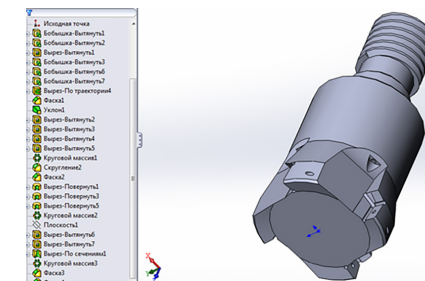 Исходная точка
Бобышка-Вытянуть1
Бобышка-Вытянуть2
Вырез-Вытянуть1
Бобышка-Вытянуть3
Бобышка-Вытянуть6
Бобышка-Вытянуть7
Вырез-По траектории4
Фаска1
Уклон1
Вырез-Вытянуть2
Вырез-Вытянуть3
Вырез-Вытянуть4
Вырез-Вытянуть5
Круговой массив1
Скругление2
Фаска2
Вырез-Повернуть1
Вырез-Повернуть3
Вырез-Повернуть5
Круговой массив2
Плоскость1
Вырез-Вытянуть6
Вырез-Вытянуть7
Вырез-По сечениям1
Круговой массив3
Фаска3
X
Y
Z